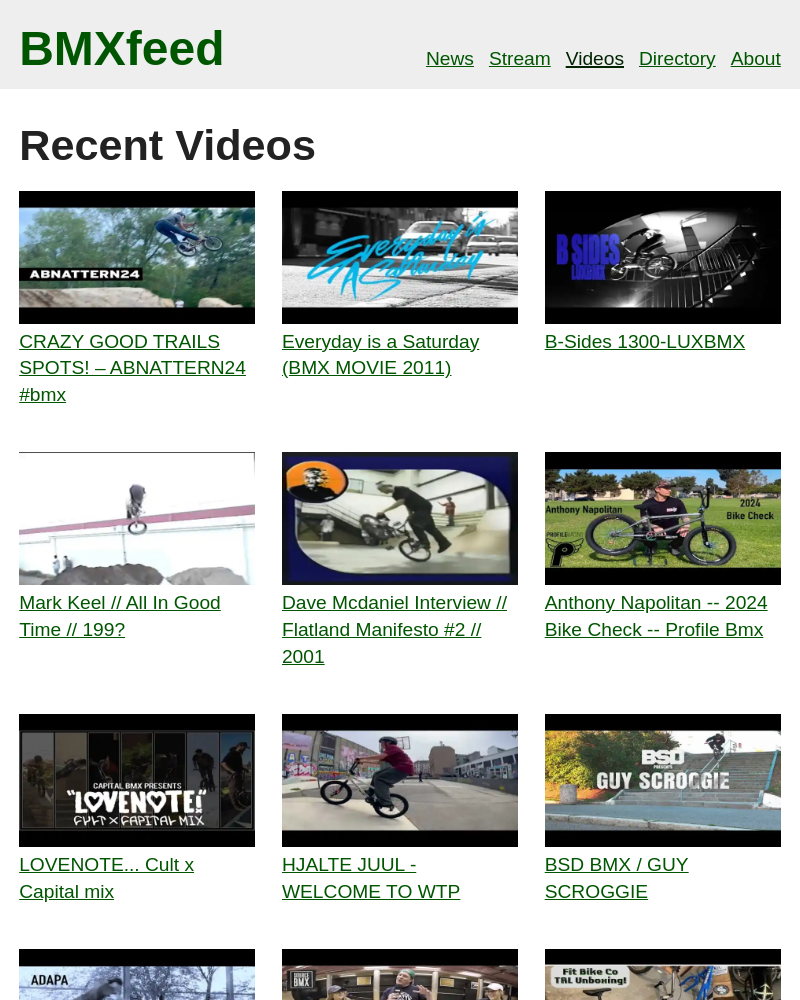 BMXfeed
News Stream Videos Directory About
Recent Videos
ABNATTERN24
Everyday is
A Saturday
B SIDES
LUXBMX
CRAZY GOOD TRAILS
SPOTS! – ABNATTERN24
#bmx
Everyday is a Saturday
(BMX MOVIE 2011)
B-Sides 1300-LUXBMX
Anthony Napolitan
2024
Bike Check
PROFILE
Mark Keel // All In Good
Time // 199?
Dave Mcdaniel Interview //
Flatland Manifesto #2 //
2001
Anthony Napolitan -- 2024
Bike Check -- Profile Bmx
CAPITAL BMX PRESENTS
"LOVENOTE!"
CULT X CAPITAL MIX
BSD
PRESENTS
GUY SCROGGIE
LOVENOTE... Cult x
Capital mix
HJALTE JUUL -
WELCOME TO WTP
BSD BMX / GUY
SCROGGIE
ADAPA
BMX
Fit Bike Co
TRL Unboxing!